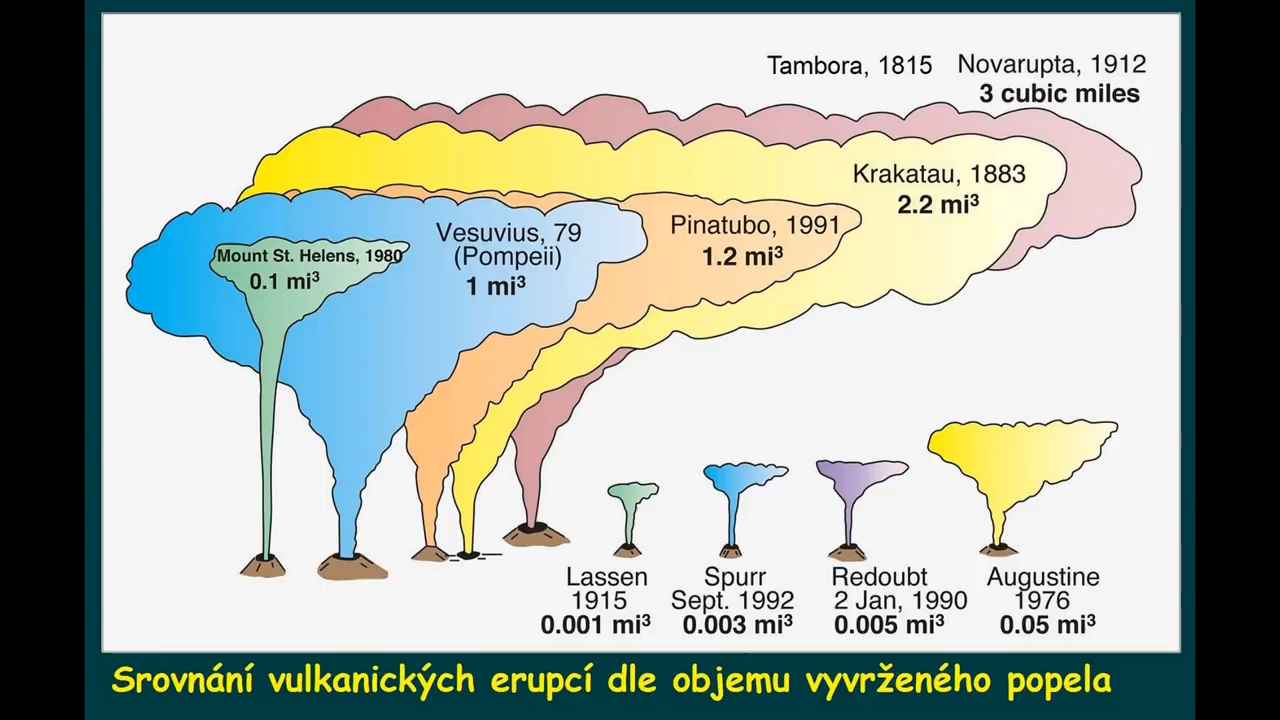 Tambora, 1815
Novarupta, 1912
3 cubic miles
Krakatau, 1883
2.2 mi³
Pinatubo, 1991
1.2 mi³
Vesuvius, 79
(Pompeii)
1 mi³
Mount St. Helens, 1980
0.1 mi³
Lassen
1915
0.001 mi³
Spurr
Sept. 1992
0.003 mi³
Redoubt
2 Jan, 1990
0.005 mi³
Augustine
1976
0.05 mi³
Srovnání vulkanických erupcí dle objemu vyvrženého popela